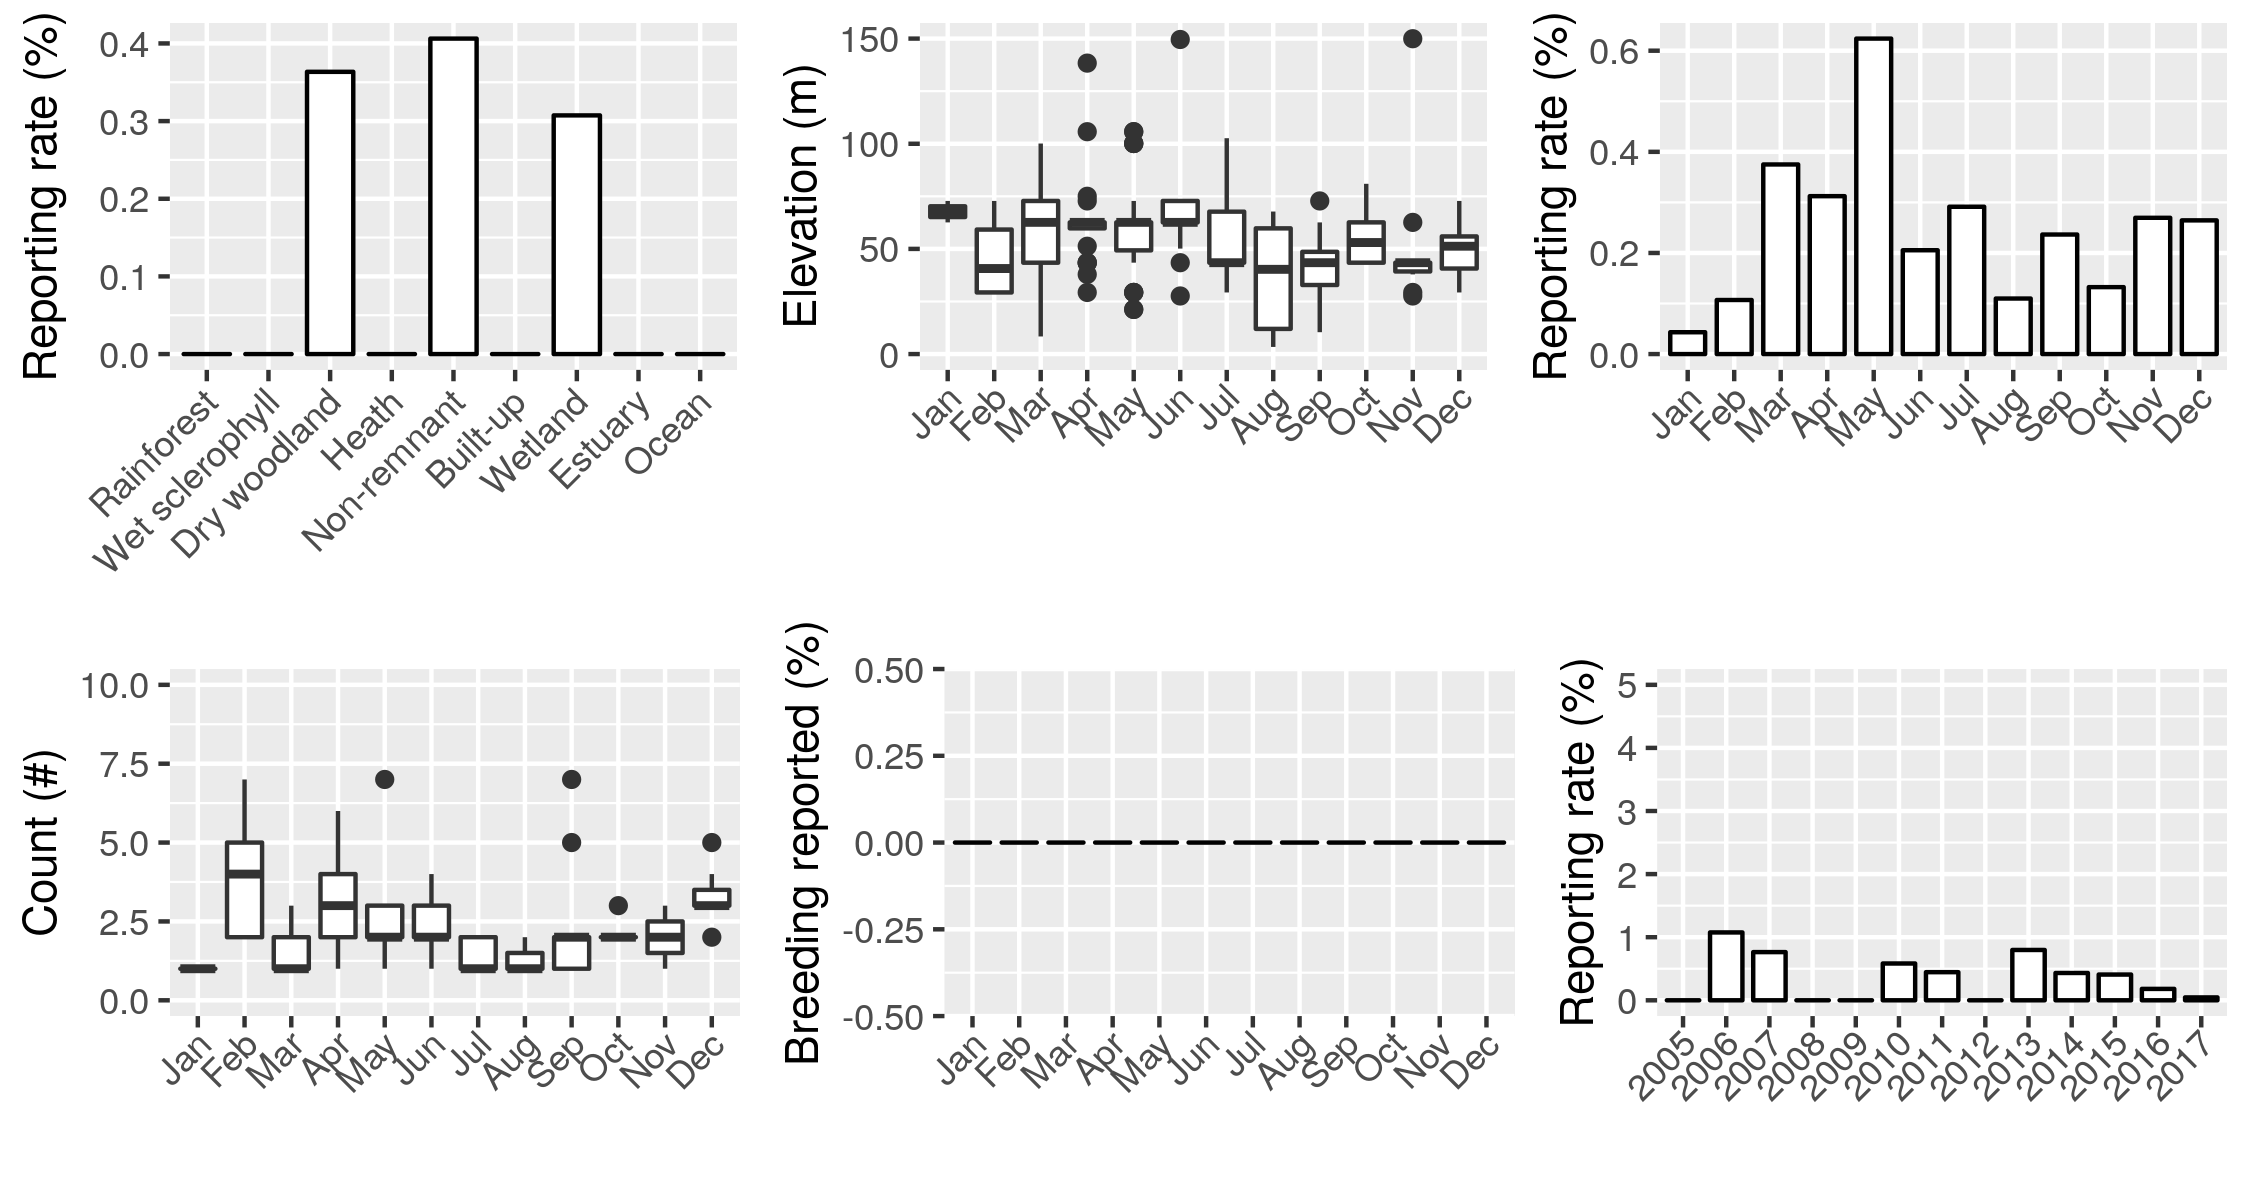 Reporting rate (%)
0.4
0.3
0.2
0.1
0.0
Rainforest
Wet sclerophyll
Dry woodland
Heath
Non-remnant
Built-up
Wetland
Estuary
Ocean
Elevation (m)
150
100
50
0
Jan
Feb
Mar
Apr
May
Jun
Jul
Aug
Sep
Oct
Nov
Dec
Reporting rate (%)
0.6
0.4
0.2
0.0
Jan
Feb
Mar
Apr
May
Jun
Jul
Aug
Sep
Oct
Nov
Dec
Count (#)
10.0
7.5
5.0
2.5
0.0
Jan
Feb
Mar
Apr
May
Jun
Jul
Aug
Sep
Oct
Nov
Dec
Breeding reported (%)
0.50
0.25
0.00
-0.25
-0.50
Jan
Feb
Mar
Apr
May
Jun
Jul
Aug
Sep
Oct
Nov
Dec
Reporting rate (%)
5
4
3
2
1
0
2005
2006
2007
2008
2009
2010
2011
2012
2013
2014
2015
2016
2017